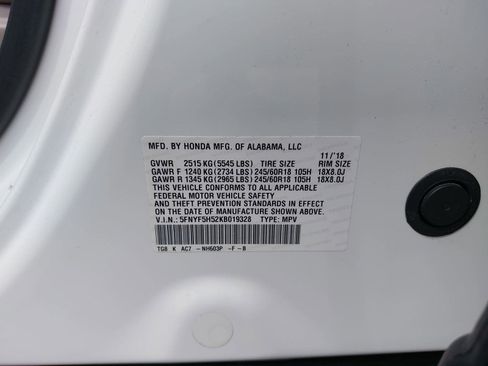 MFD. BY HONDA MFG. OF ALABAMA, LLC
11/'18
GVWR 2515 KG(5545 LBS) TIRE SIZE RIM SIZE
GAWR F 1240 KG(2734 LBS) 245/60R18 105H 18X8.0J
GAWR R 1345 KG(2965 LBS) 245/60R18 105H 18X8.0J
THIS VEHICLE CONFORMS TO ALL APPLICABLE
FEDERAL MOTOR VEHICLE SAFETY
AND THEFT PREVENTION STANDARDS IN EFFECT
ON THE DATE OF MANUFACTURE SHOWN ABOVE.
V.I.N.: 5FNYF5H52KB019328 TYPE: MPV
TG8 K AC7 -NH603P -F-B